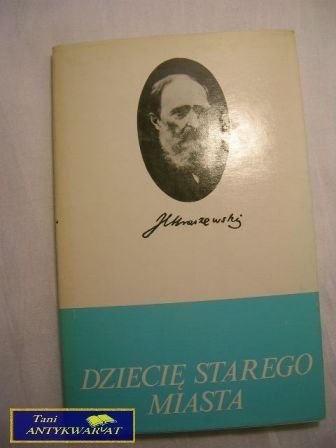 JIKraszewski
DZIECIĘ STAREGO
MIASTA
Tani
ANTYKWARIAT